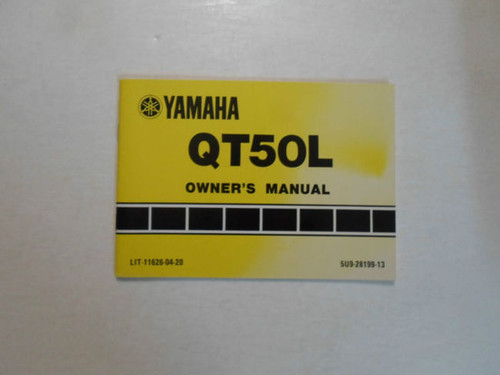 YAMAHA
QT50L
OWNER'S MANUAL
LIT-11626-04-20
5U9-28199-13